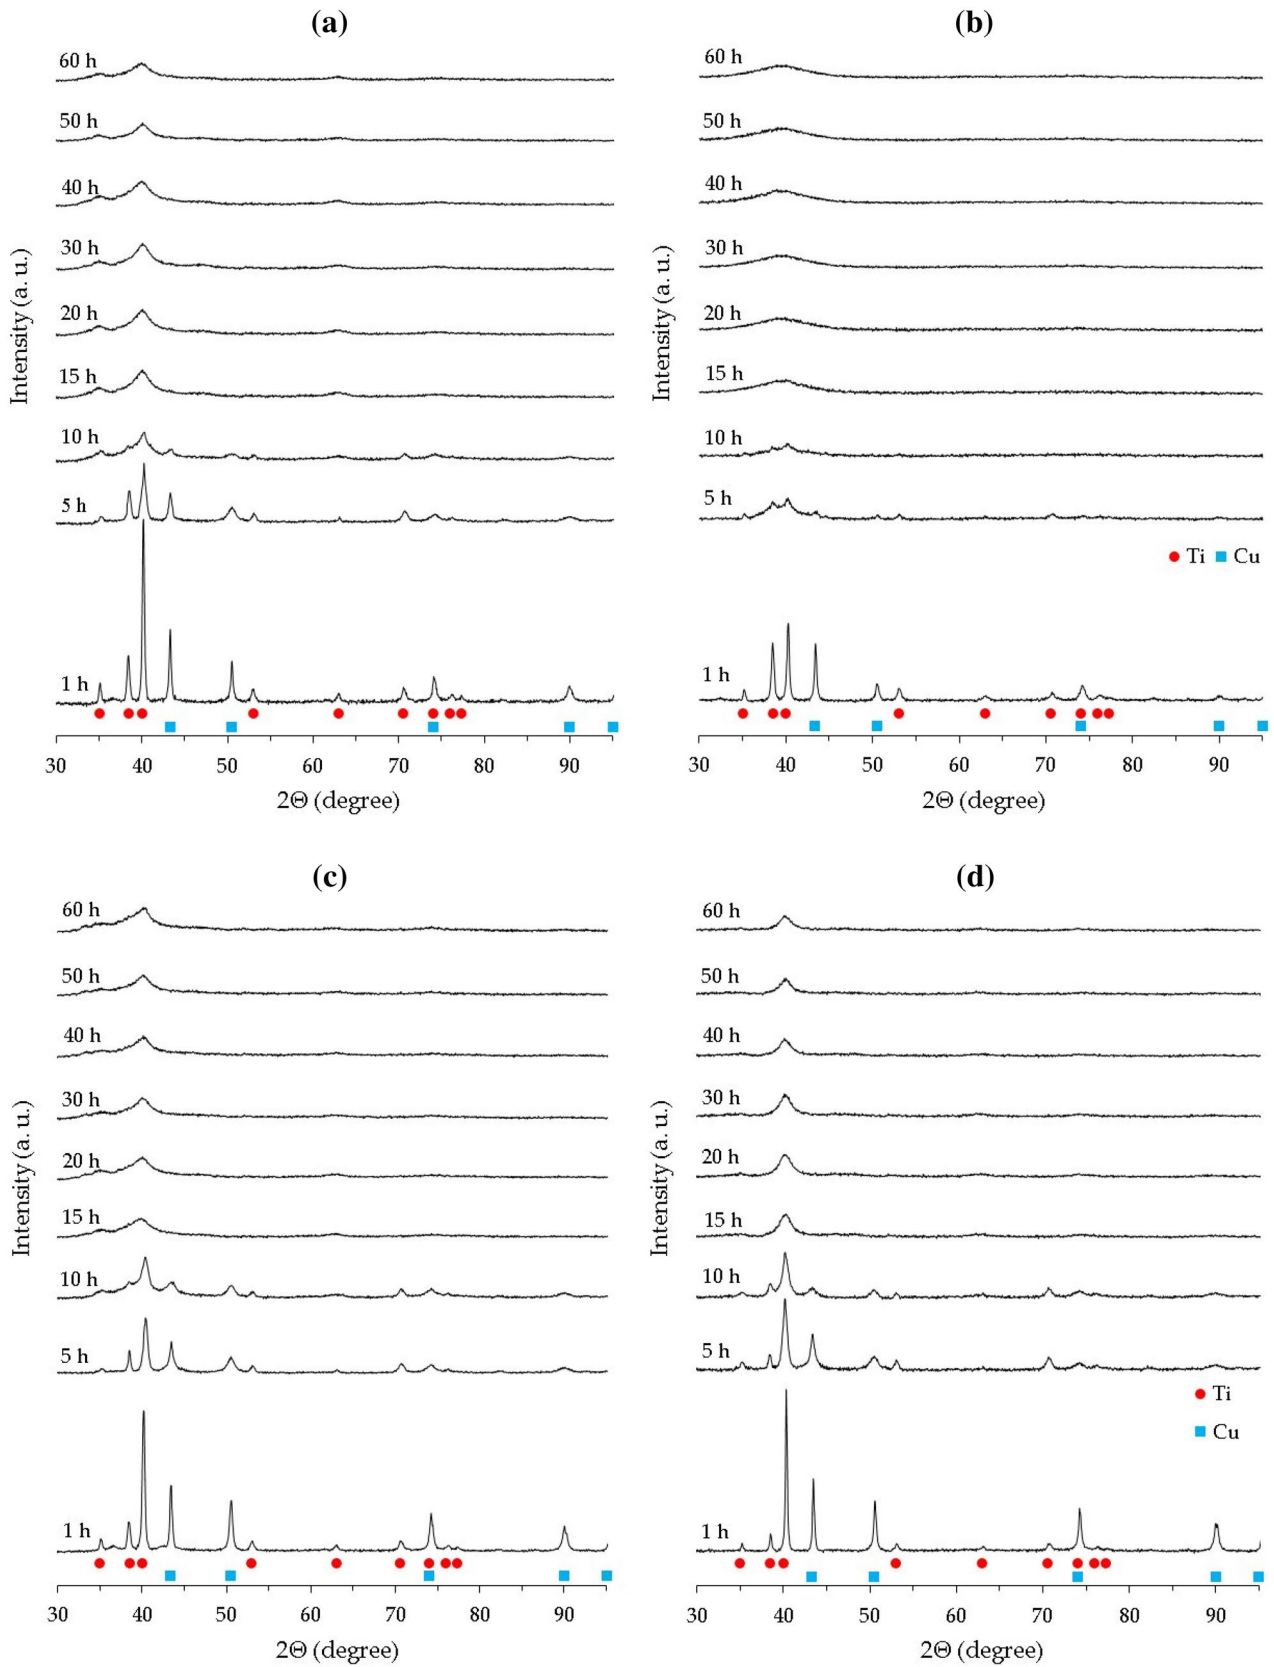 (a)
60 h
50 h
40 h
30 h
20 h
15 h
10 h
5 h
1 h
Intensity (a. u.)
30 40 50 60 70 80 90
2Θ (degree)
(b)
60 h
50 h
40 h
30 h
20 h
15 h
10 h
5 h
1 h
Ti Cu
Intensity (a. u.)
30 40 50 60 70 80 90
2Θ (degree)
(c)
60 h
50 h
40 h
30 h
20 h
15 h
10 h
5 h
1 h
Intensity (a. u.)
30 40 50 60 70 80 90
2Θ (degree)
(d)
60 h
50 h
40 h
30 h
20 h
15 h
10 h
5 h
1 h
Ti
Cu
Intensity (a. u.)
30 40 50 60 70 80 90
2Θ (degree)